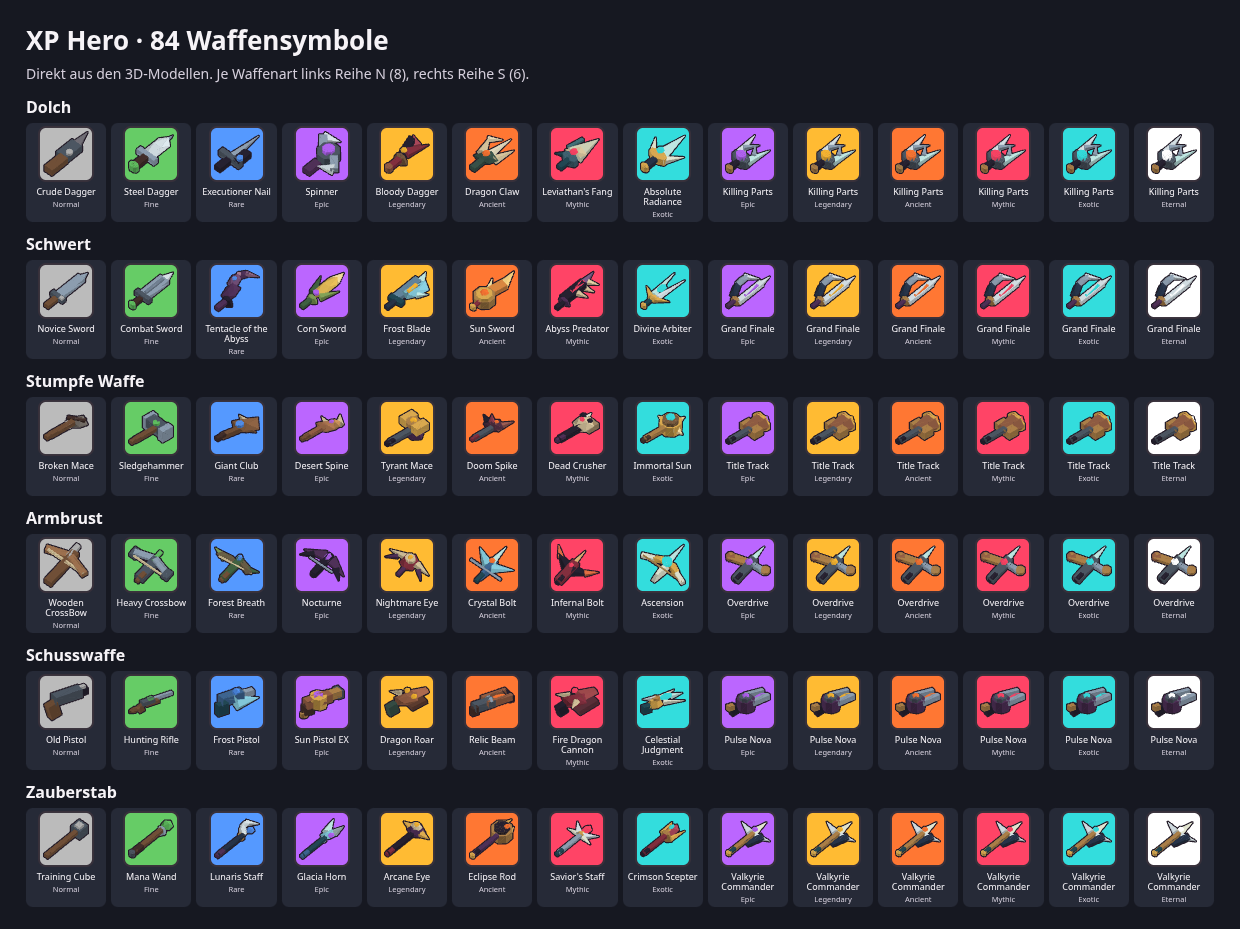 XP Hero · 84 Waffensymbole
Direkt aus den 3D-Modellen. Je Waffenart links Reihe N (8), rechts Reihe S (6).
Dolch
Crude Dagger
Normal
Steel Dagger
Fine
Executioner Nail
Rare
Spinner
Epic
Bloody Dagger
Legendary
Dragon Claw
Ancient
Leviathan's Fang
Mythic
Absolute
Radiance
Exotic
Killing Parts
Epic
Killing Parts
Legendary
Killing Parts
Ancient
Killing Parts
Mythic
Killing Parts
Exotic
Killing Parts
Eternal
Schwert
Novice Sword
Normal
Combat Sword
Fine
Tentacle of the
Abyss
Rare
Corn Sword
Epic
Frost Blade
Legendary
Sun Sword
Ancient
Abyss Predator
Mythic
Divine Arbiter
Exotic
Grand Finale
Epic
Grand Finale
Legendary
Grand Finale
Ancient
Grand Finale
Mythic
Grand Finale
Exotic
Grand Finale
Eternal
Stumpfe Waffe
Broken Mace
Normal
Sledgehammer
Fine
Giant Club
Rare
Desert Spine
Epic
Tyrant Mace
Legendary
Doom Spike
Ancient
Dead Crusher
Mythic
Immortal Sun
Exotic
Title Track
Epic
Title Track
Legendary
Title Track
Ancient
Title Track
Mythic
Title Track
Exotic
Title Track
Eternal
Armbrust
Wooden
CrossBow
Normal
Heavy Crossbow
Fine
Forest Breath
Rare
Nocturne
Epic
Nightmare Eye
Legendary
Crystal Bolt
Ancient
Infernal Bolt
Mythic
Ascension
Exotic
Overdrive
Epic
Overdrive
Legendary
Overdrive
Ancient
Overdrive
Mythic
Overdrive
Exotic
Overdrive
Eternal
Schusswaffe
Old Pistol
Normal
Hunting Rifle
Fine
Frost Pistol
Rare
Sun Pistol EX
Epic
Dragon Roar
Legendary
Relic Beam
Ancient
Fire Dragon
Cannon
Mythic
Celestial
Judgment
Exotic
Pulse Nova
Epic
Pulse Nova
Legendary
Pulse Nova
Ancient
Pulse Nova
Mythic
Pulse Nova
Exotic
Pulse Nova
Eternal
Zauberstab
Training Cube
Normal
Mana Wand
Fine
Lunaris Staff
Rare
Glacia Horn
Epic
Arcane Eye
Legendary
Eclipse Rod
Ancient
Savior's Staff
Mythic
Crimson Scepter
Exotic
Valkyrie
Commander
Epic
Valkyrie
Commander
Legendary
Valkyrie
Commander
Ancient
Valkyrie
Commander
Mythic
Valkyrie
Commander
Exotic
Valkyrie
Commander
Eternal